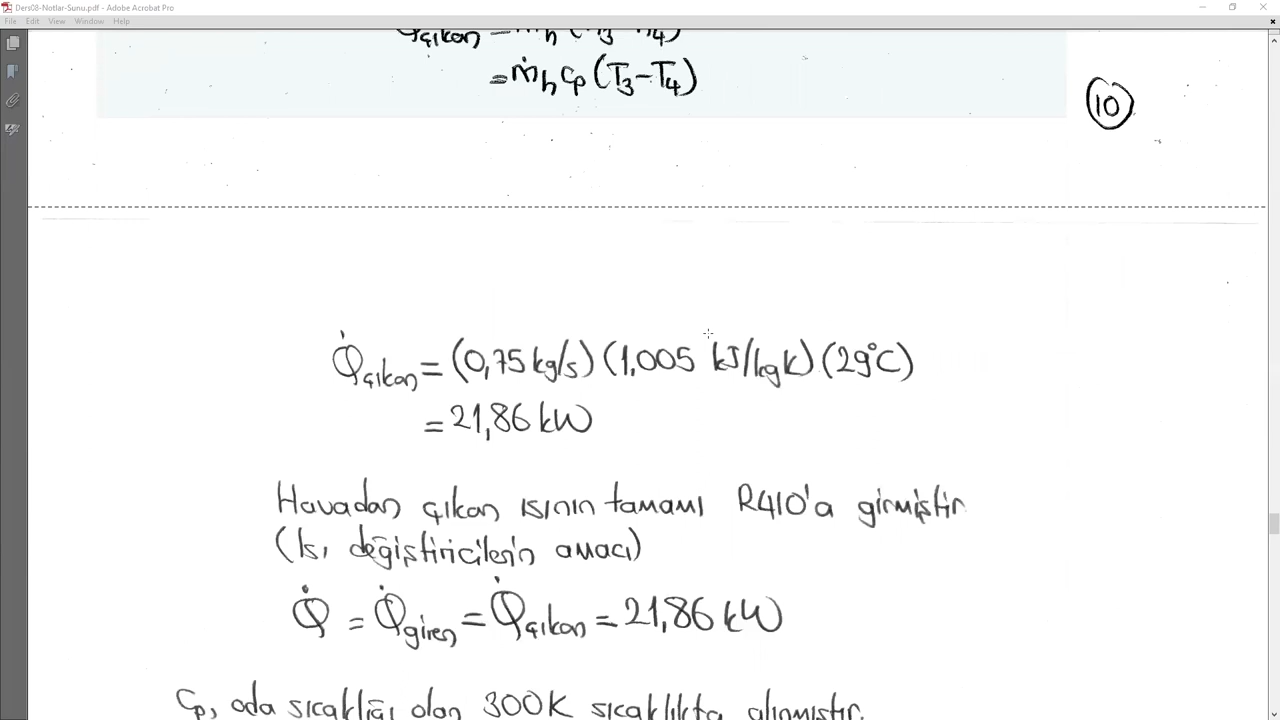 Ders08-Notlar-Sunu.pdf - Adobe Acrobat Pro
File Edit View Window Help
= ṁh cp (T3-T4)
10
Q̇çıkan = (0,75 kg/s) (1,005 kJ/kgK) (29°C)
= 21,86 kW
Havadan çıkan ısının tamamı R410'a girmiştir
(Isı değiştiricilerin amacı)
Q̇ = Q̇giren = Q̇çıkan = 21,86 kW
Cp, oda sıcaklığı olan 300K sıcaklıkta alınmıştır.